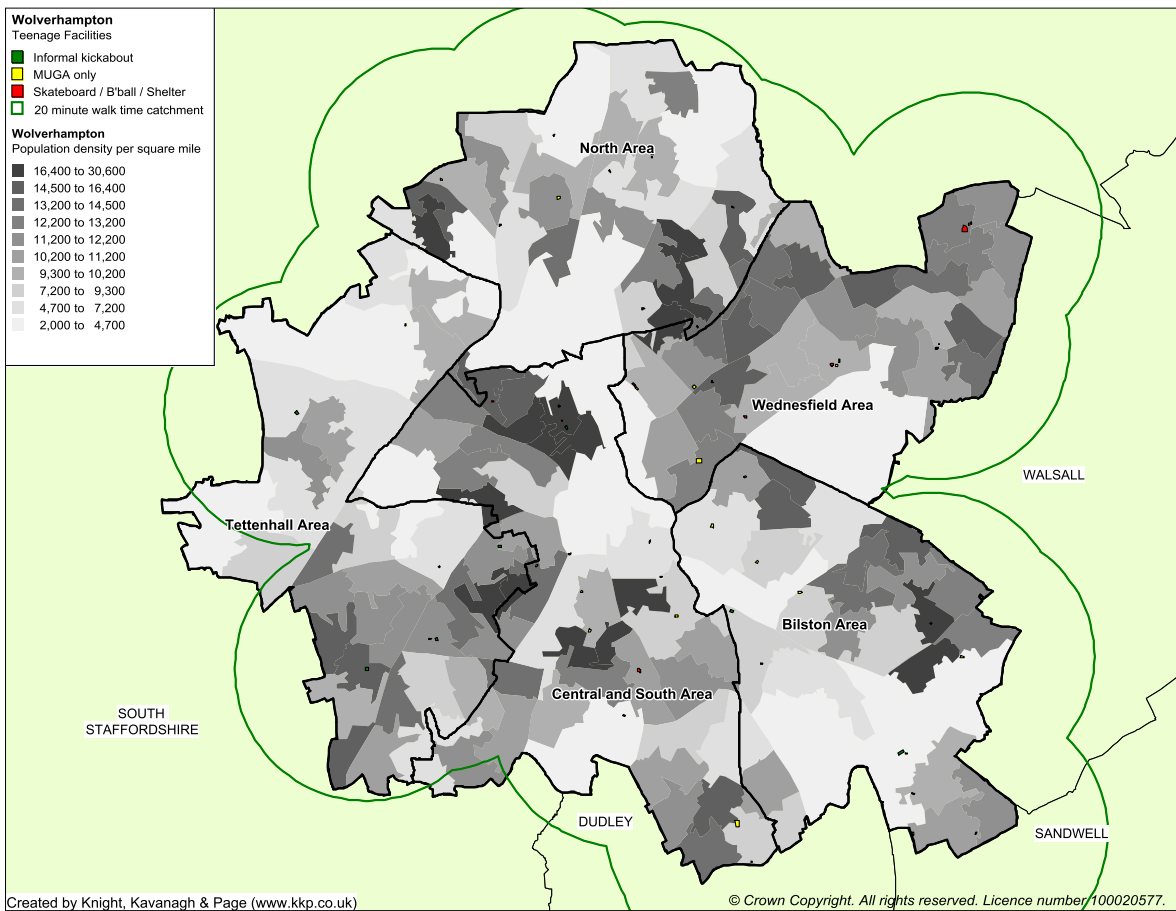 Wolverhampton
Teenage Facilities
Informal kickabout
MUGA only
Skateboard / B'ball / Shelter
20 minute walk time catchment
Wolverhampton
Population density per square mile
16,400 to 30,600
14,500 to 16,400
13,200 to 14,500
12,200 to 13,200
11,200 to 12,200
10,200 to 11,200
9,300 to 10,200
7,200 to 9,300
4,700 to 7,200
2,000 to 4,700
North Area
Wednesfield Area
WALSALL
Tettenhall Area
Bilston Area
Central and South Area
SOUTH
STAFFORDSHIRE
DUDLEY
SANDWELL
Created by Knight, Kavanagh & Page (www.kkp.co.uk)
© Crown Copyright. All rights reserved. Licence number 100020577.